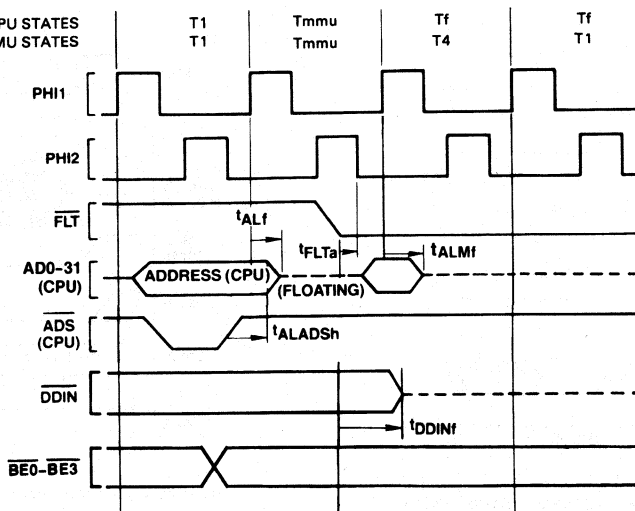 PU STATES T1 Tmmu Tf Tf
MU STATES T1 Tmmu T4 T1
PHI1
PHI2
FLT
tALf
tFLTa
tALMf
AD0-31
(CPU)
ADDRESS (CPU)
(FLOATING)
ADS
(CPU)
tALADSh
DDIN
tDDINf
BE0-BE3